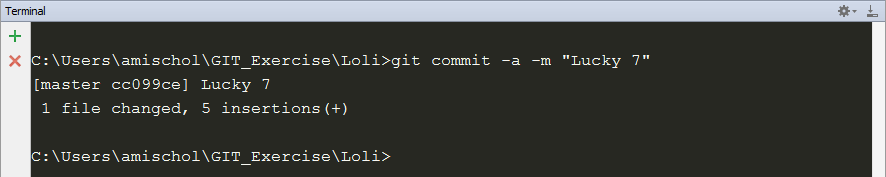 Terminal
C:\Users\amischol\GIT_Exercise\Loli>git commit -a -m "Lucky 7"
[master cc099ce] Lucky 7
 1 file changed, 5 insertions(+)
C:\Users\amischol\GIT_Exercise\Loli>